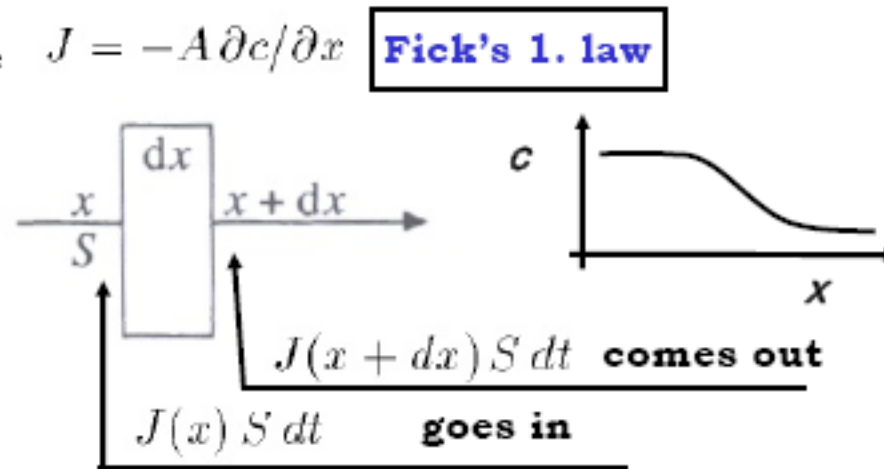 J = −A ∂c/∂x Fick's 1. law
dx
c
x
x + dx
S
x
J(x + dx) S dt comes out
J(x) S dt goes in